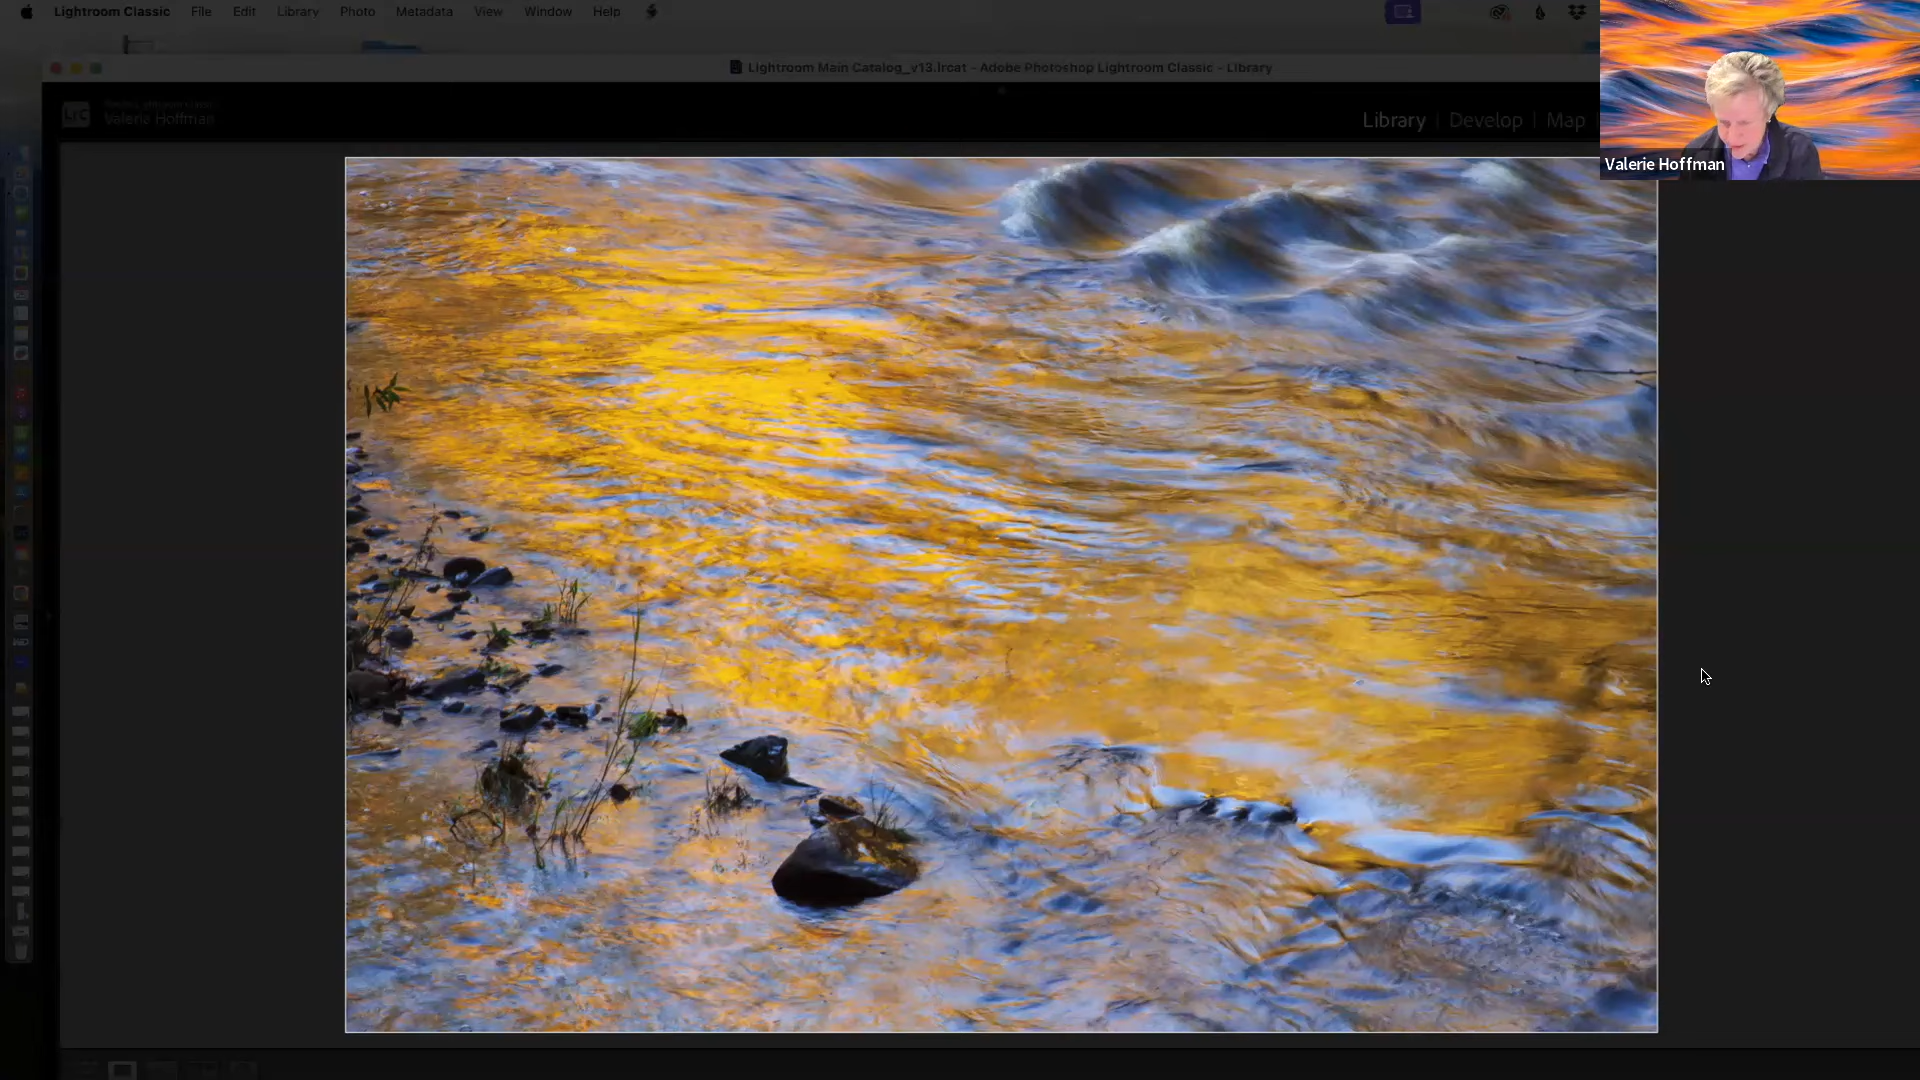 Lightroom Classic File Edit Library Photo Metadata View Window Help
Lightroom Main Catalog_v13.lrcat - Adobe Photoshop Lightroom Classic - Library
LrC
Valerie Hoffman
Library | Develop | Map
Valerie Hoffman